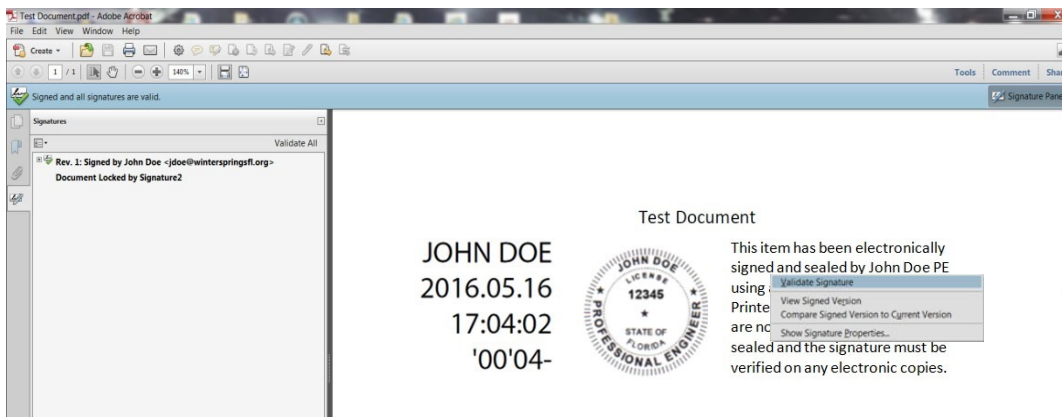 Test Document.pdf - Adobe Acrobat
File Edit View Window Help
Create
1 / 1 140% Tools Comment
Signed and all signatures are valid. Signature Pane
Signatures
Validate All
Rev. 1: Signed by John Doe <jdoe@winterspringsfl.org>
Document Locked by Signature2
Test Document
JOHN DOE
2016.05.16
17:04:02
'00'04-
JOHN DOE
LICENSE
12345
★
STATE OF
FLORIDA
★ PROFESSIONAL ENGINEER ★
This item has been electronically
signed and sealed by John Doe PE
using
Validate Signature
View Signed Version
Compare Signed Version to Current Version
Show Signature Properties...
Printe
are no
sealed and the signature must be
verified on any electronic copies.